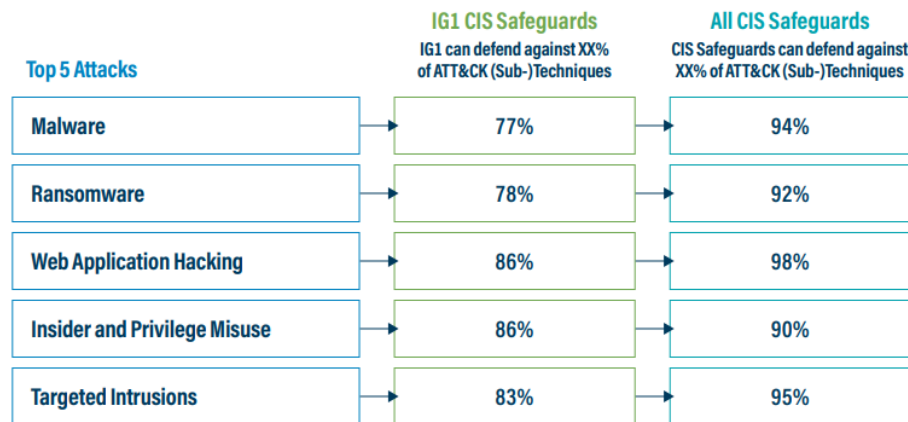 IG1 CIS Safeguards
All CIS Safeguards
IG1 can defend against XX%
of ATT&CK (Sub-)Techniques
CIS Safeguards can defend against
XX% of ATT&CK (Sub-)Techniques
Top 5 Attacks
Malware
77%
94%
Ransomware
78%
92%
Web Application Hacking
86%
98%
Insider and Privilege Misuse
86%
90%
Targeted Intrusions
83%
95%